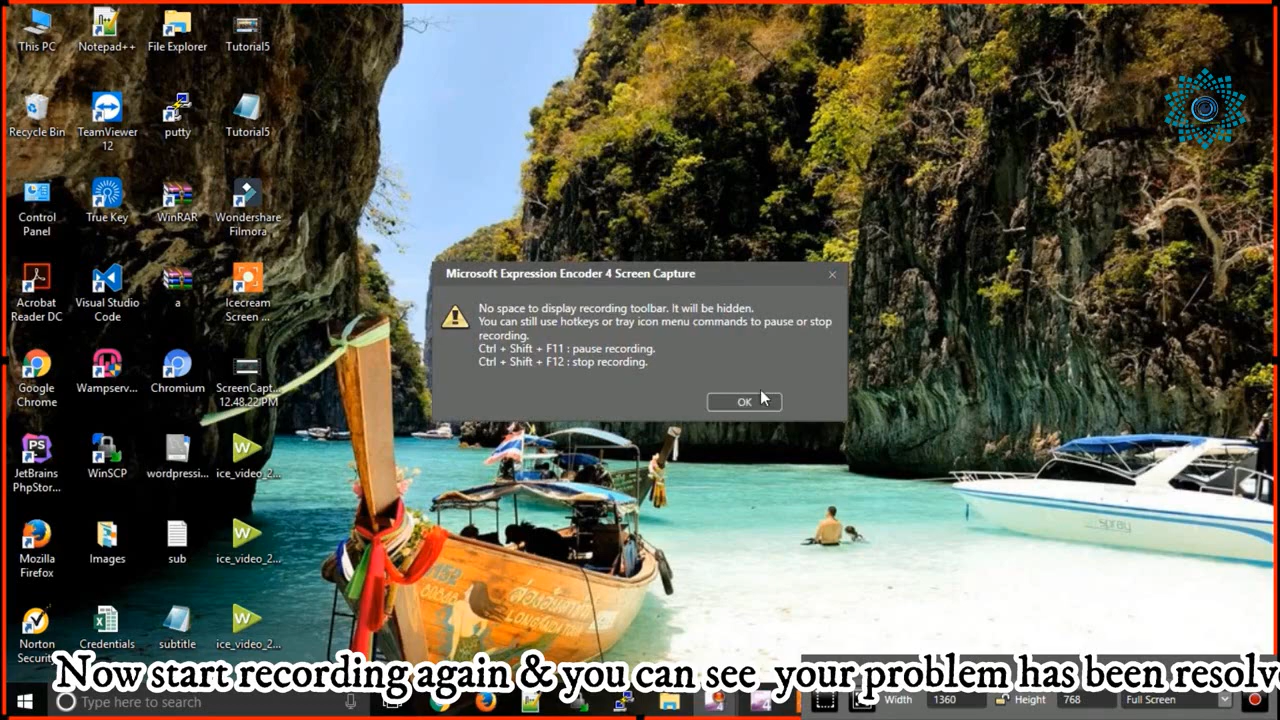 This PC
Notepad++
File Explorer
Tutorial5
Recycle Bin
TeamViewer
12
putty
Tutorial5
Control
Panel
True Key
WinRAR
Wondershare
Filmora
Acrobat
Reader DC
Visual Studio
Code
a
Icecream
Screen ...
Google
Chrome
Wampserv...
Chromium
ScreenCapt...
12.48.22 PM
JetBrains
PhpStor...
WinSCP
wordpressi...
ice_video_2...
Mozilla
Firefox
Images
sub
ice_video_2...
Norton
Security
Credentials
subtitle
ice_video_2...
Microsoft Expression Encoder 4 Screen Capture
No space to display recording toolbar. It will be hidden.
You can still use hotkeys or tray icon menu commands to pause or stop
recording.
Ctrl + Shift + F11 : pause recording.
Ctrl + Shift + F12 : stop recording.
OK
spray
Now start recording again & you can see your problem has been resolv
Type here to search
Width 1360 Height 768 Full Screen